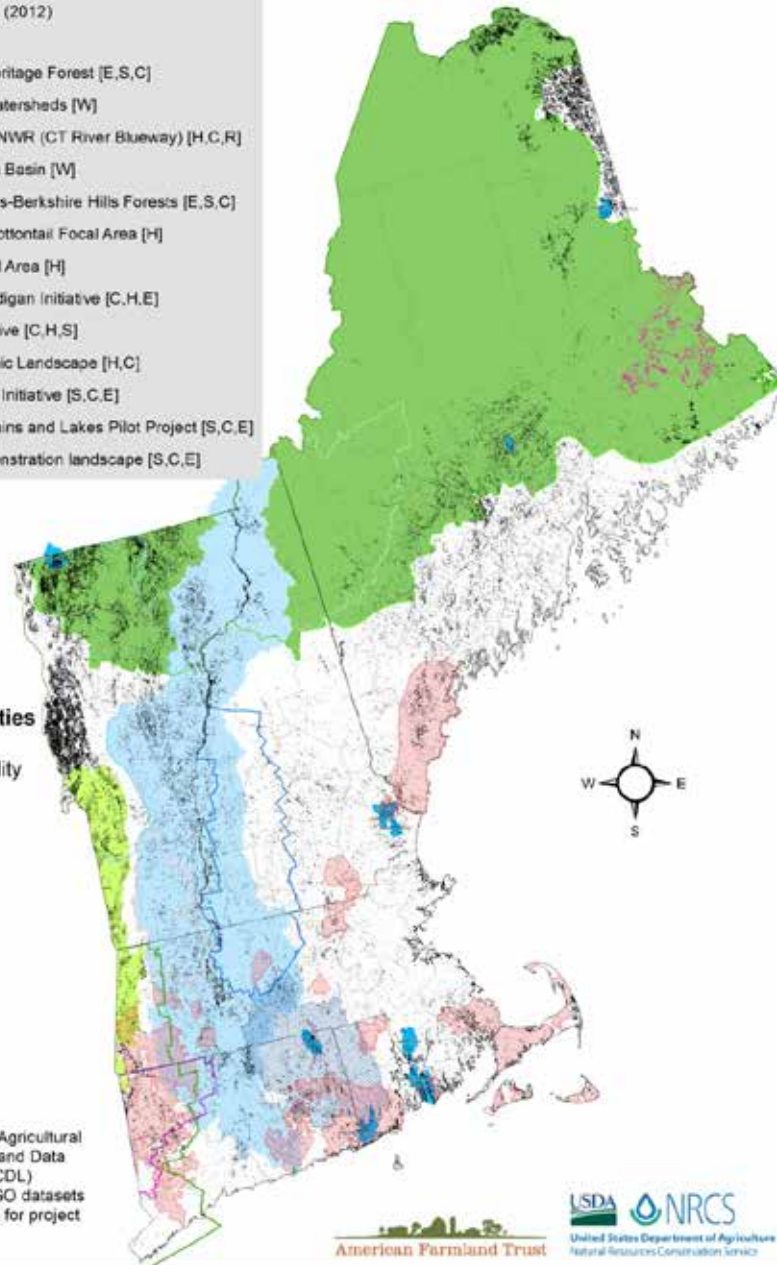 (2012)
eritage Forest [E,S,C]
atersheds [W]
NWR (CT River Blueway) [H,C,R]
Basin [W]
s-Berkshire Hills Forests [E,S,C]
ottontail Focal Area [H]
l Area [H]
digan Initiative [C,H,E]
ive [C,H,S]
ic Landscape [H,C]
Initiative [S,C,E]
ains and Lakes Pilot Project [S,C,E]
nstration landscape [S,C,E]
ties
lity
N
W E
S
Agricultural
and Data
CDL)
GO datasets
for project
American Farmland Trust
USDA NRCS
United States Department of Agriculture
Natural Resources Conservation Service